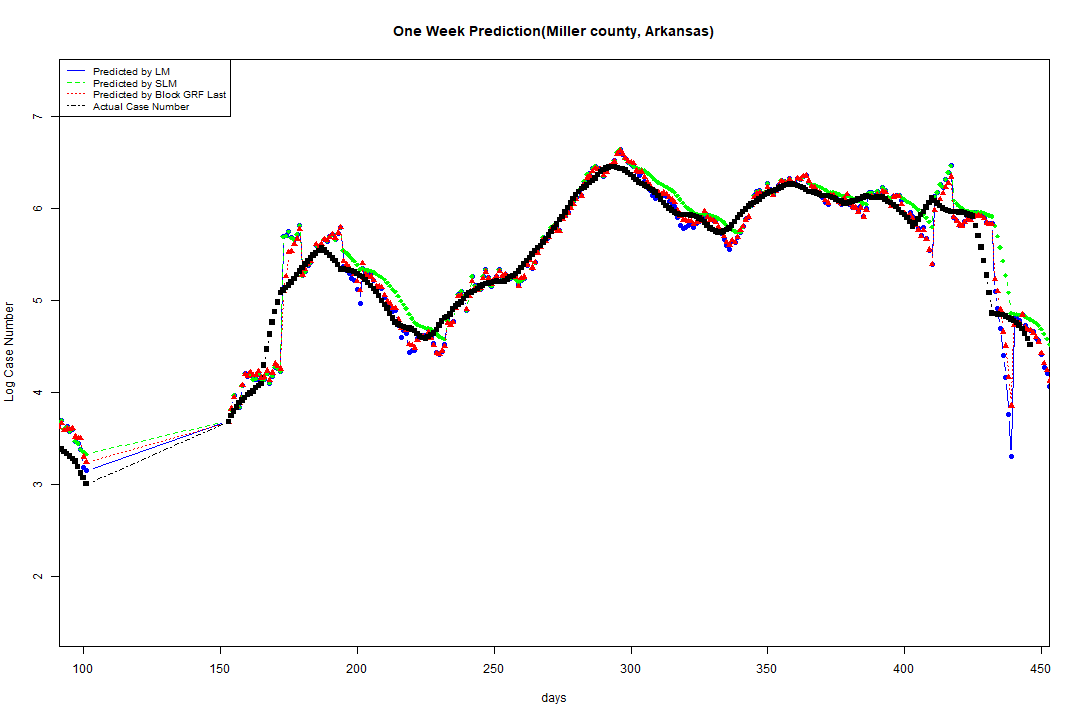 One Week Prediction(Miller county, Arkansas)
Predicted by LM
Predicted by SLM
Predicted by Block GRF Last
Actual Case Number
7
6
5
4
3
2
Log Case Number
100 150 200 250 300 350 400 450
days